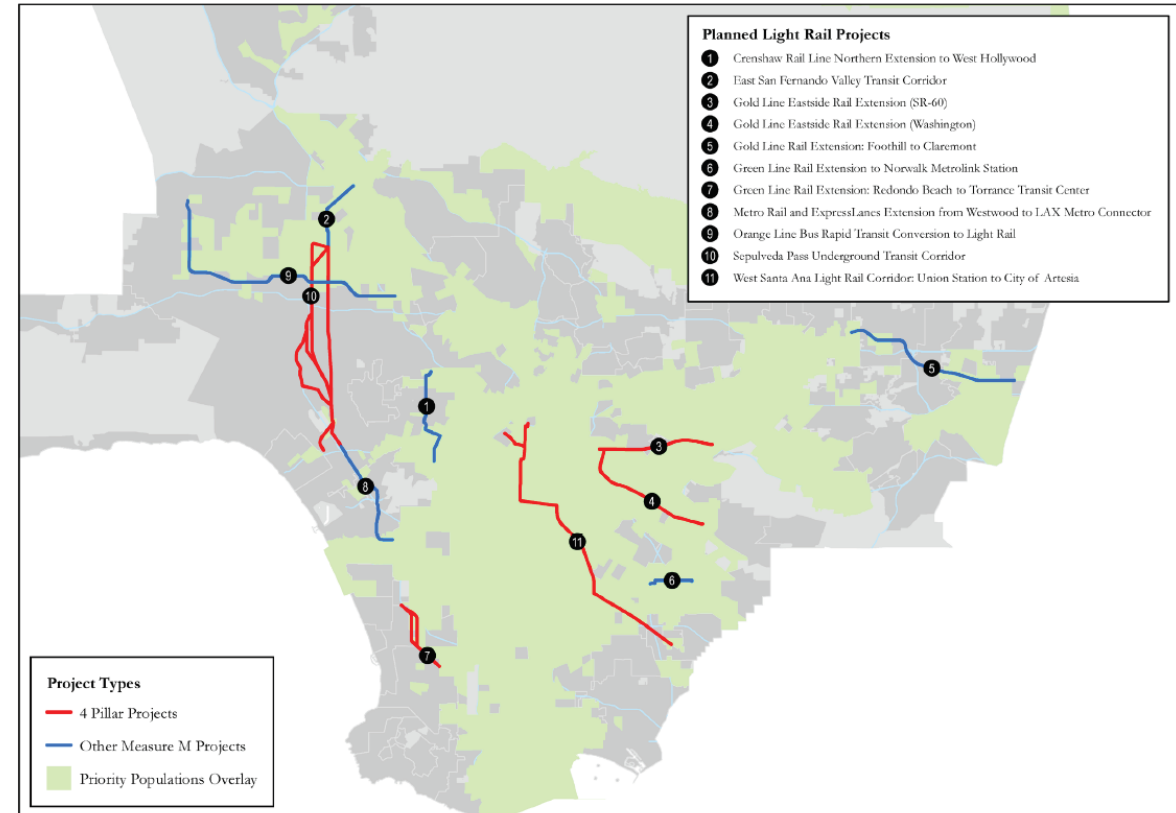 Planned Light Rail Projects
1 Crenshaw Rail Line Northern Extension to West Hollywood
2 East San Fernando Valley Transit Corridor
3 Gold Line Eastside Rail Extension (SR-60)
4 Gold Line Eastside Rail Extension (Washington)
5 Gold Line Rail Extension: Foothill to Claremont
6 Green Line Rail Extension to Norwalk Metrolink Station
7 Green Line Rail Extension: Redondo Beach to Torrance Transit Center
8 Metro Rail and ExpressLanes Extension from Westwood to LAX Metro Connector
9 Orange Line Bus Rapid Transit Conversion to Light Rail
10 Sepulveda Pass Underground Transit Corridor
11 West Santa Ana Light Rail Corridor: Union Station to City of Artesia
2
9
10
5
1
3
8
4
11
6
7
Project Types
4 Pillar Projects
Other Measure M Projects
Priority Populations Overlay